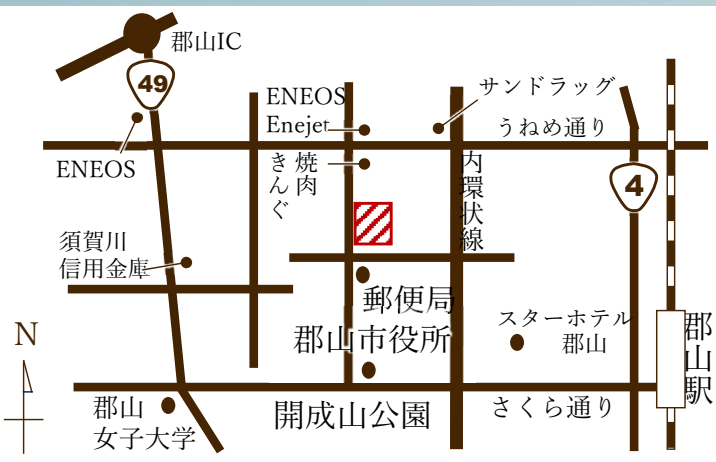 郡山IC
49
サンドラッグ
ENEOS
Enejet
うねめ通り
ENEOS
焼肉
きんぐ
内環状線
4
須賀川
信用金庫
郵便局
スターホテル
郡山
郡山市役所
郡山駅
N
郡山
女子大学
開成山公園
さくら通り